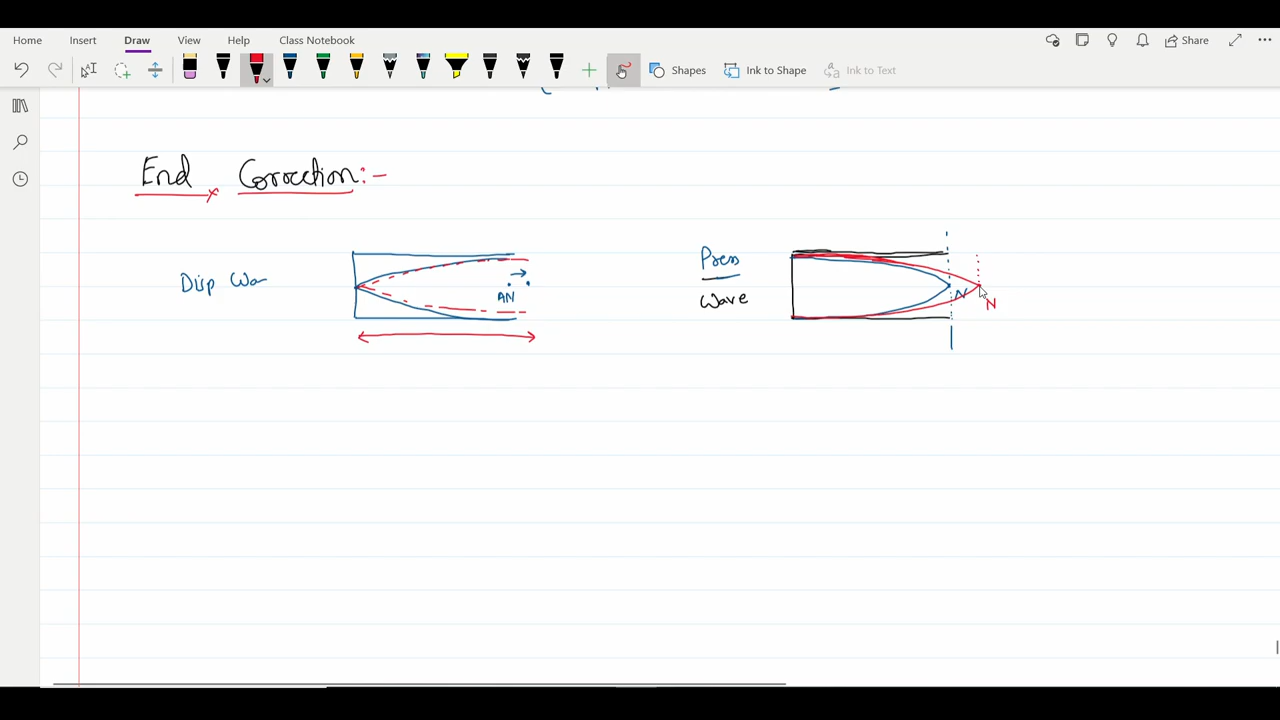 Home Insert Draw View Help Class Notebook
Share
Shapes Ink to Shape Ink to Text
End Correction:-
Disp Wa
AN
Press
Wave
N
N